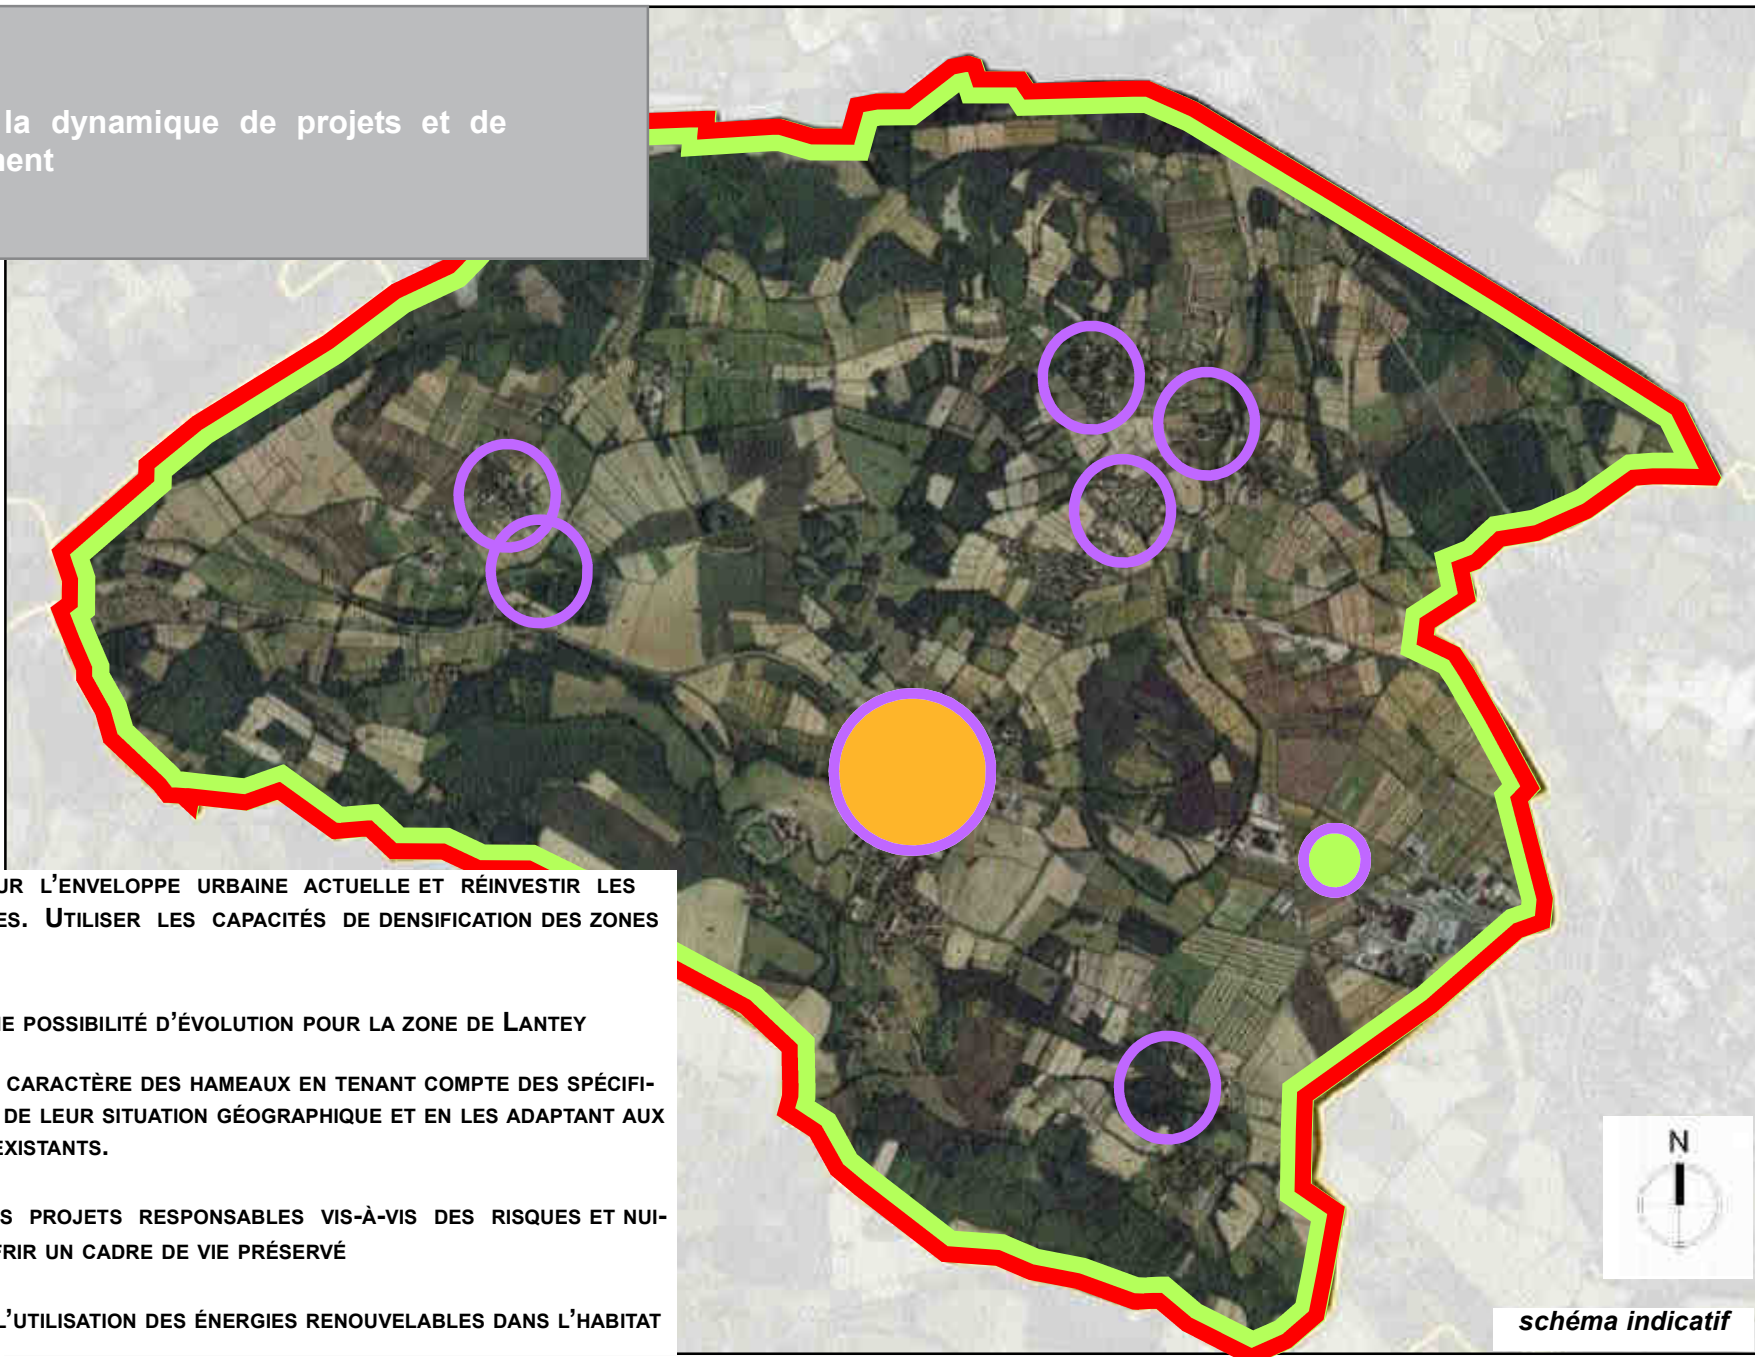 la dynamique de projets et de
ment
UR L’ENVELOPPE URBAINE ACTUELLE ET RÉINVESTIR LES
ES. UTILISER LES CAPACITÉS DE DENSIFICATION DES ZONES
NE POSSIBILITÉ D’ÉVOLUTION POUR LA ZONE DE LANTEY
CARACTÈRE DES HAMEAUX EN TENANT COMPTE DES SPÉCIFI-
DE LEUR SITUATION GÉOGRAPHIQUE ET EN LES ADAPTANT AUX
EXISTANTS.
S PROJETS RESPONSABLES VIS-À-VIS DES RISQUES ET NUI-
FRIR UN CADRE DE VIE PRÉSERVÉ
L’UTILISATION DES ÉNERGIES RENOUVELABLES DANS L’HABITAT
N
schéma indicatif